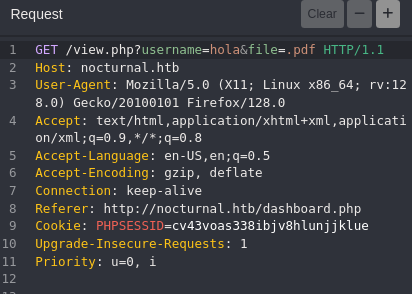 Request
Clear
−
+
1 GET /view.php?username=hola&file=.pdf HTTP/1.1
2 Host: nocturnal.htb
3 User-Agent: Mozilla/5.0 (X11; Linux x86_64; rv:12
8.0) Gecko/20100101 Firefox/128.0
4 Accept: text/html,application/xhtml+xml,applicati
on/xml;q=0.9,*/*;q=0.8
5 Accept-Language: en-US,en;q=0.5
6 Accept-Encoding: gzip, deflate
7 Connection: keep-alive
8 Referer: http://nocturnal.htb/dashboard.php
9 Cookie: PHPSESSID=cv43voas338ibjv8hlunjjklue
10 Upgrade-Insecure-Requests: 1
11 Priority: u=0, i
12